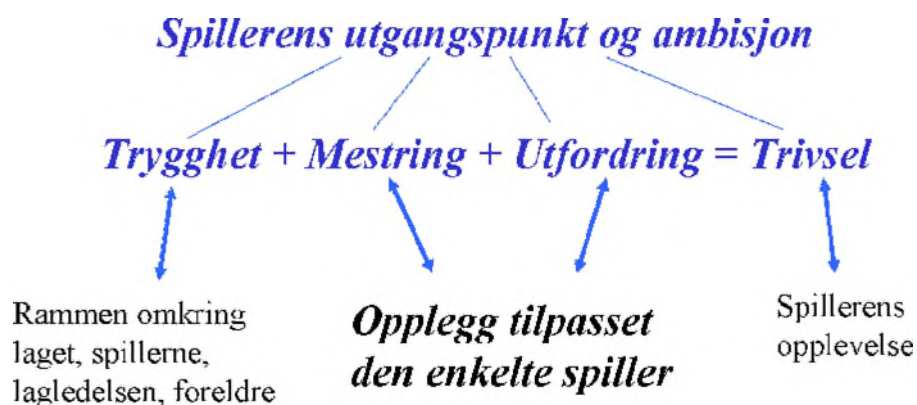 Spillerens utgangspunkt og ambisjon
Trygghet + Mestring + Utfordring = Trivsel
Rammen omkring
laget, spillerne,
lagledelsen, foreldre
Opplegg tilpasset
den enkelte spiller
Spillerens
opplevelse